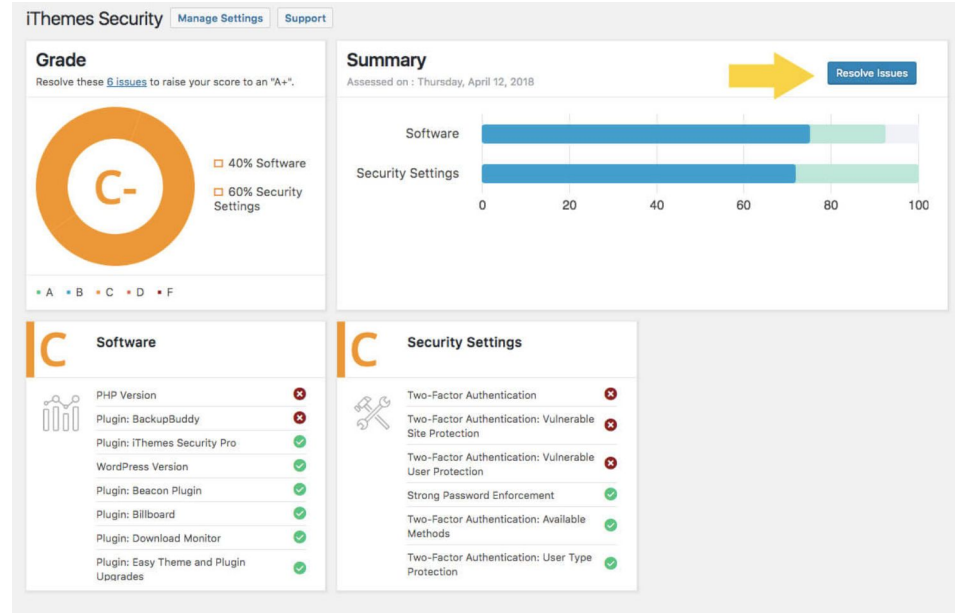 iThemes Security Manage Settings Support
Grade
Resolve these 6 issues to raise your score to an "A+".
C-
40% Software
60% Security
Settings
A B C D F
Summary
Assessed on : Thursday, April 12, 2018
Resolve Issues
Software
Security Settings
0 20 40 60 80 100
C Software
PHP Version
Plugin: BackupBuddy
Plugin: iThemes Security Pro
WordPress Version
Plugin: Beacon Plugin
Plugin: Billboard
Plugin: Download Monitor
Plugin: Easy Theme and Plugin
Upgrades
C Security Settings
Two-Factor Authentication
Two-Factor Authentication: Vulnerable
Site Protection
Two-Factor Authentication: Vulnerable
User Protection
Strong Password Enforcement
Two-Factor Authentication: Available
Methods
Two-Factor Authentication: User Type
Protection